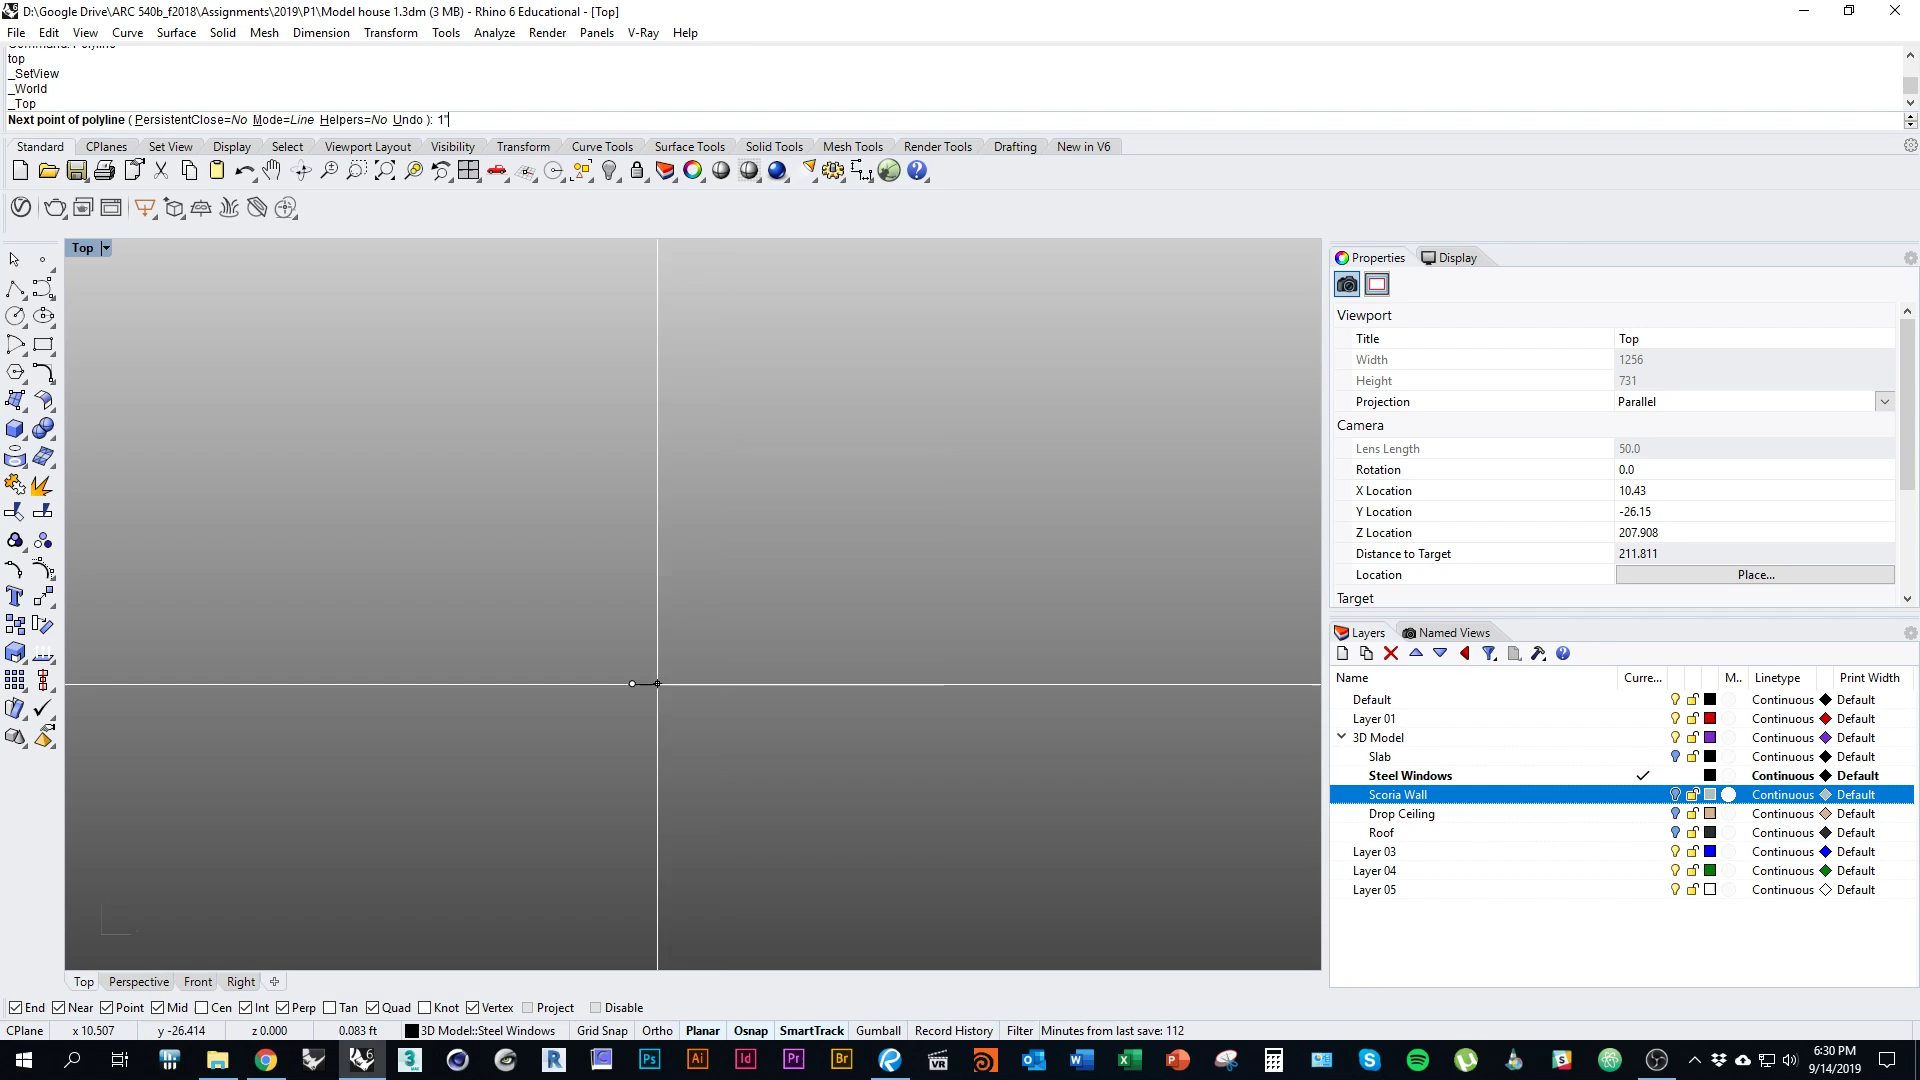 D:\Google Drive\ARC 540b_f2018\Assignments\2019\P1\Model house 1.3dm (3 MB) - Rhino 6 Educational - [Top]
File Edit View Curve Surface Solid Mesh Dimension Transform Tools Analyze Render Panels V-Ray Help
Command: Polyline
top
_SetView
_World
_Top
Next point of polyline ( PersistentClose=No Mode=Line Helpers=No Undo ): 1"
Standard CPlanes Set View Display Select Viewport Layout Visibility Transform Curve Tools Surface Tools Solid Tools Mesh Tools Render Tools Drafting New in V6
Top
Properties Display
Viewport
Title Top
Width 1256
Height 731
Projection Parallel
Camera
Lens Length 50.0
Rotation 0.0
X Location 10.43
Y Location -26.15
Z Location 207.908
Distance to Target 211.811
Location Place...
Target
Layers Named Views
Name Curre... M.. Linetype Print Width
Default Continuous Default
Layer 01 Continuous Default
3D Model Continuous Default
Slab Continuous Default
Steel Windows Continuous Default
Scoria Wall Continuous Default
Drop Ceiling Continuous Default
Roof Continuous Default
Layer 03 Continuous Default
Layer 04 Continuous Default
Layer 05 Continuous Default
Top Perspective Front Right
End Near Point Mid Cen Int Perp Tan Quad Knot Vertex Project Disable
CPlane x 10.507 y -26.414 z 0.000 0.083 ft 3D Model::Steel Windows Grid Snap Ortho Planar Osnap SmartTrack Gumball Record History Filter Minutes from last save: 112
6 3 R Ps Ai Id Pr Br VR W X P S
6:30 PM
9/14/2019